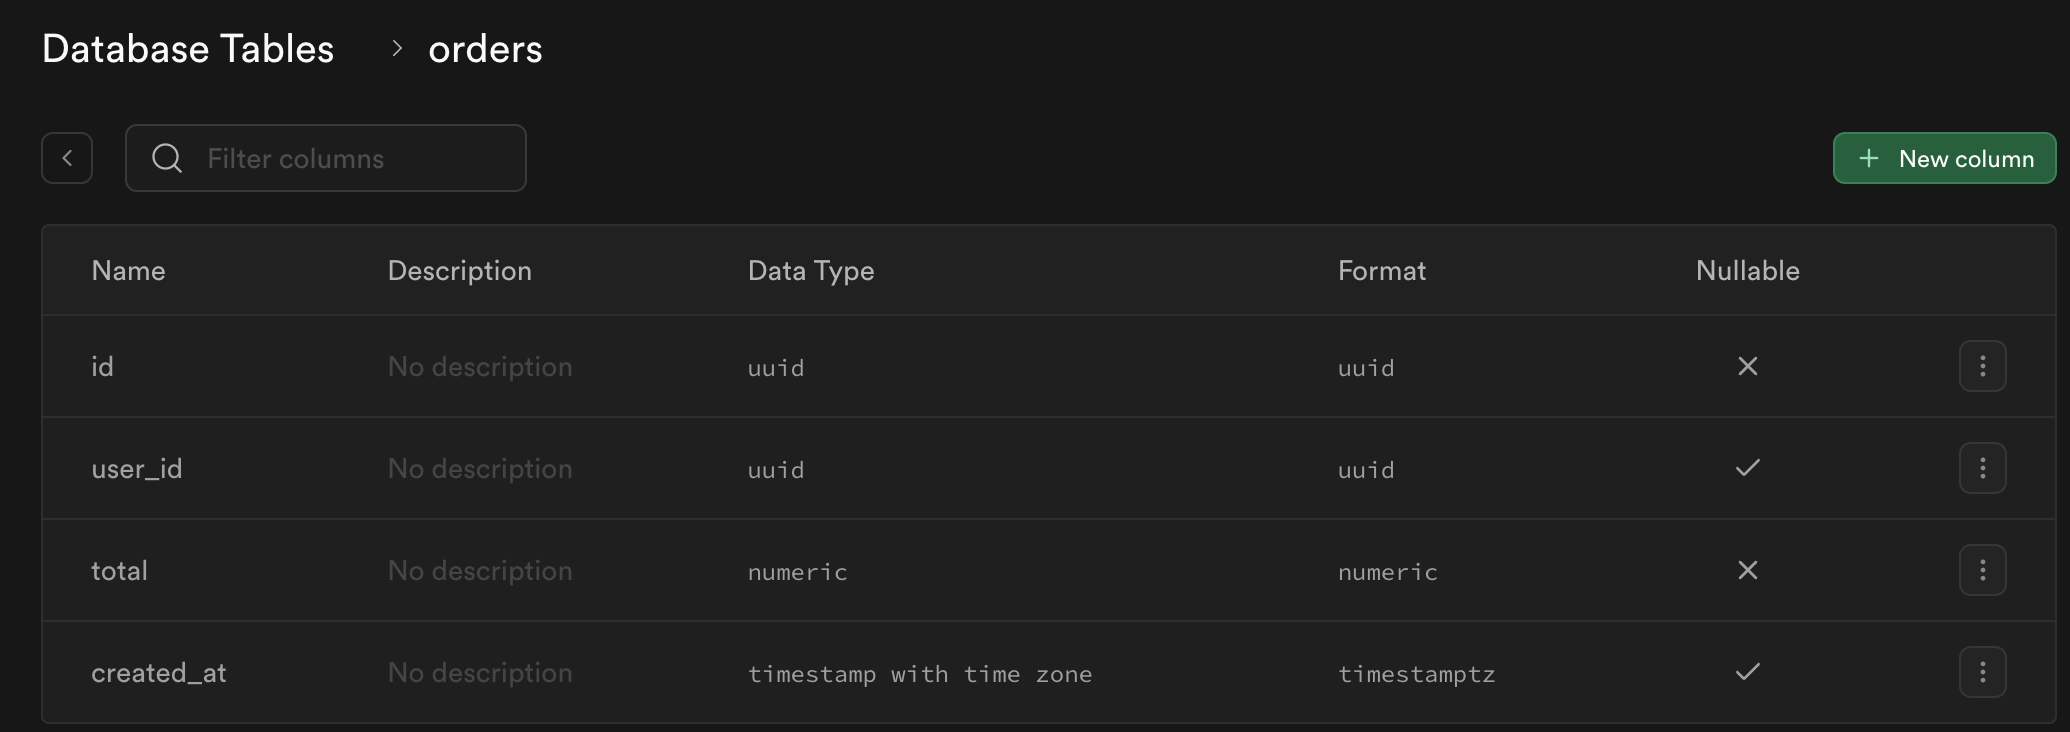 Database Tables > orders
Filter columns
+ New column
Name Description Data Type Format Nullable
id No description uuid uuid
user_id No description uuid uuid
total No description numeric numeric
created_at No description timestamp with time zone timestamptz